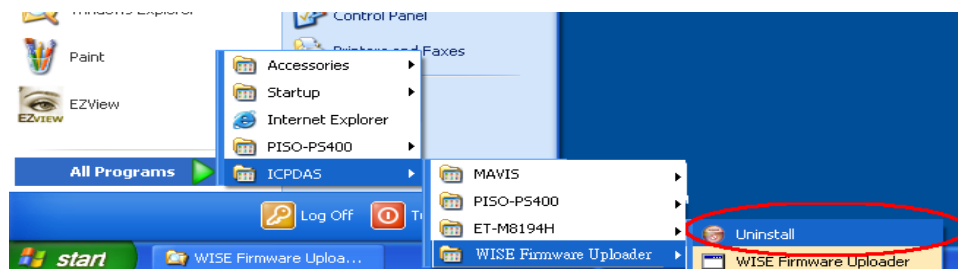 Windows Explorer
Control Panel
Paint
Printers and Faxes
EZView
EZVIEW
All Programs
Accessories
Startup
Internet Explorer
PISO-PS400
ICPDAS
MAVIS
PISO-PS400
ET-M8194H
WISE Firmware Uploader
Uninstall
WISE Firmware Uploader
Log Off
start
WISE Firmware Uploa...